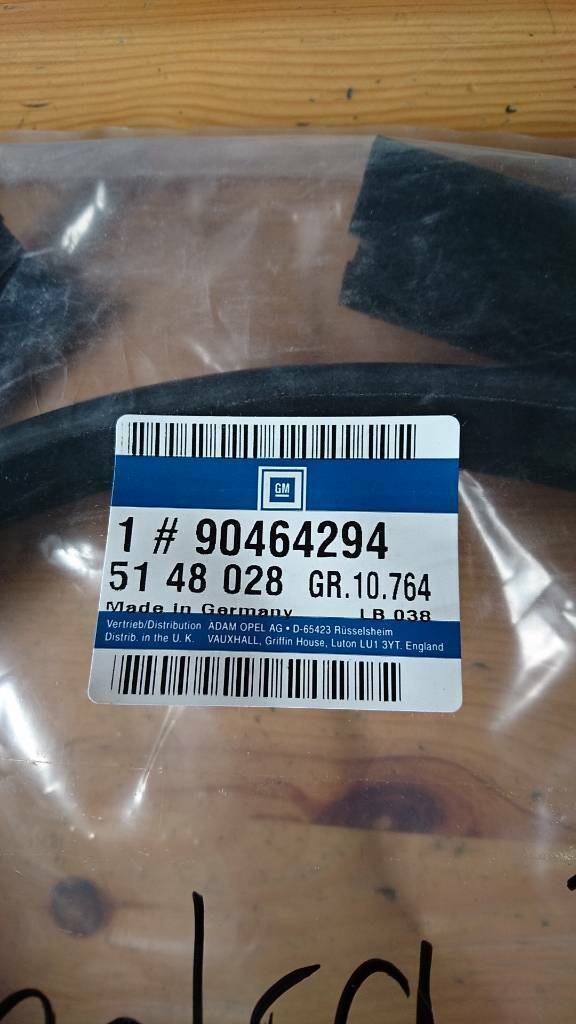 GM
1 # 90464294
51 48 028 GR.10.764
Made in Germany LB 038
Vertrieb/Distribution ADAM OPEL AG • D-65423 Rüsselsheim
Distrib. in the U. K. VAUXHALL, Griffin House, Luton LU1 3YT. England